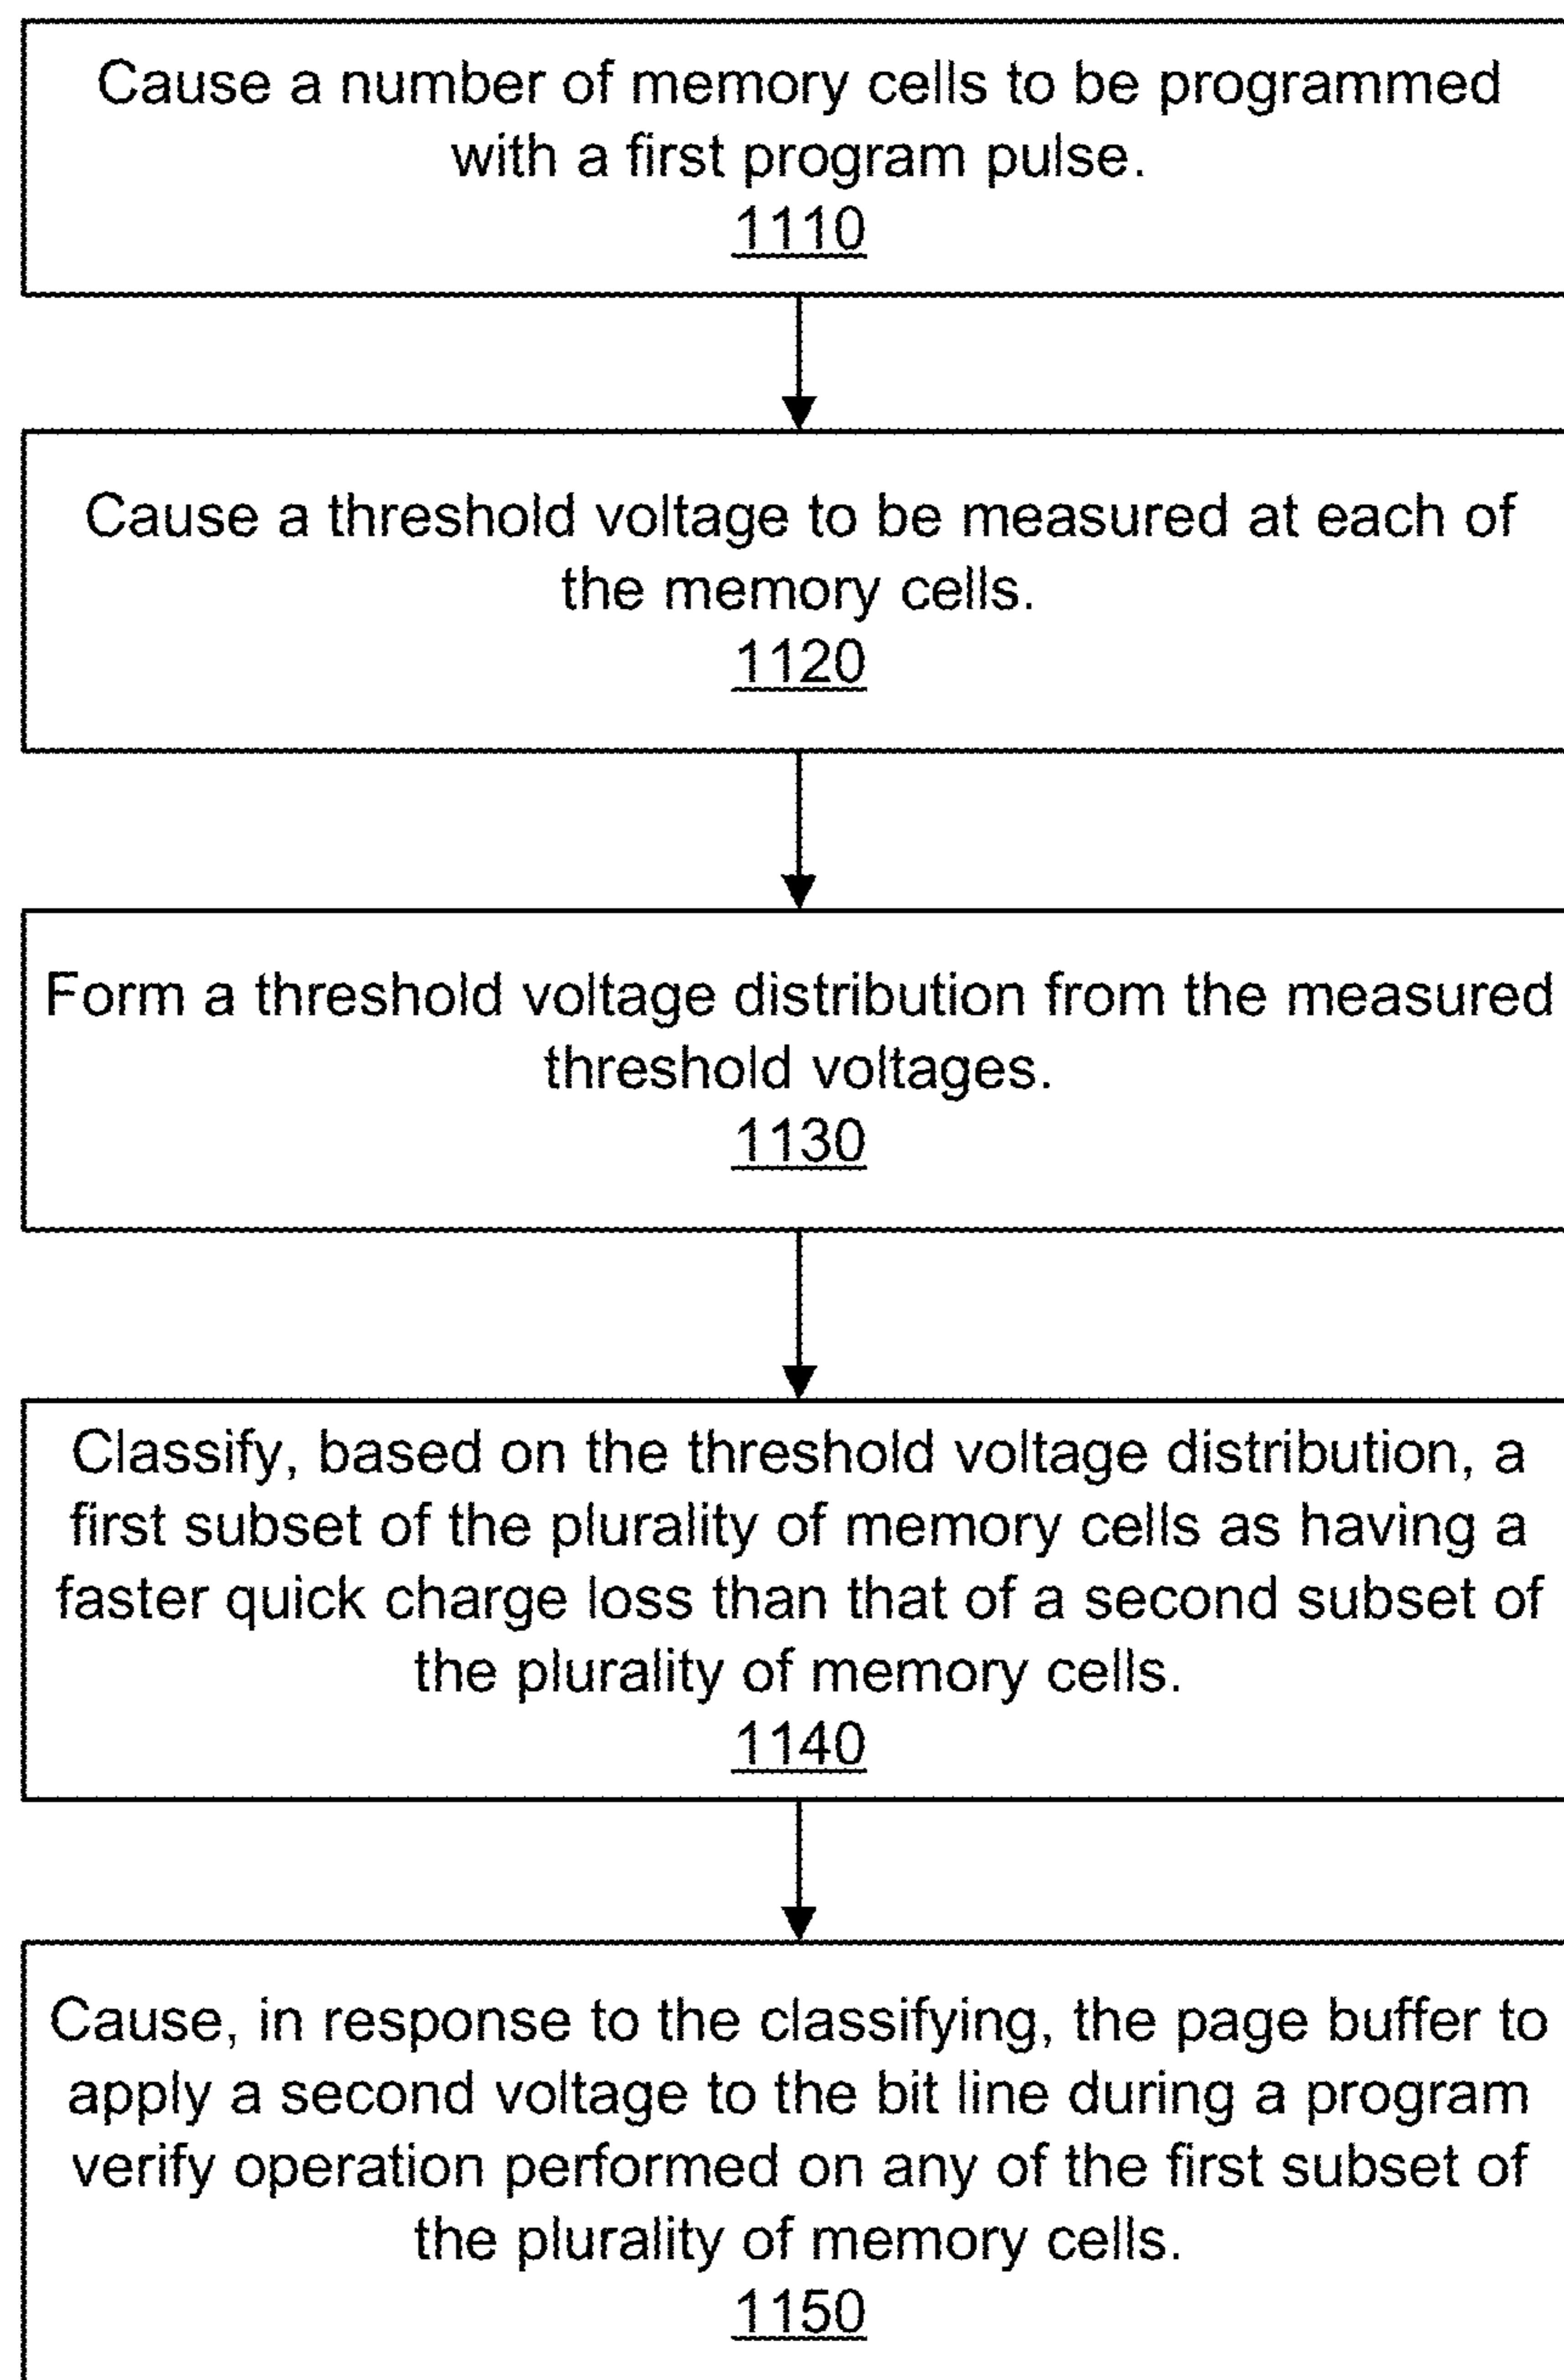 Cause a number of memory cells to be programmed
with a first program pulse.
1110
Cause a threshold voltage to be measured at each of
the memory cells.
1120
Form a threshold voltage distribution from the measured
threshold voltages.
1130
Classify, based on the threshold voltage distribution, a
first subset of the plurality of memory cells as having a
faster quick charge loss than that of a second subset of
the plurality of memory cells.
1140
Cause, in response to the classifying, the page buffer to
apply a second voltage to the bit line during a program
verify operation performed on any of the first subset of
the plurality of memory cells.
1150